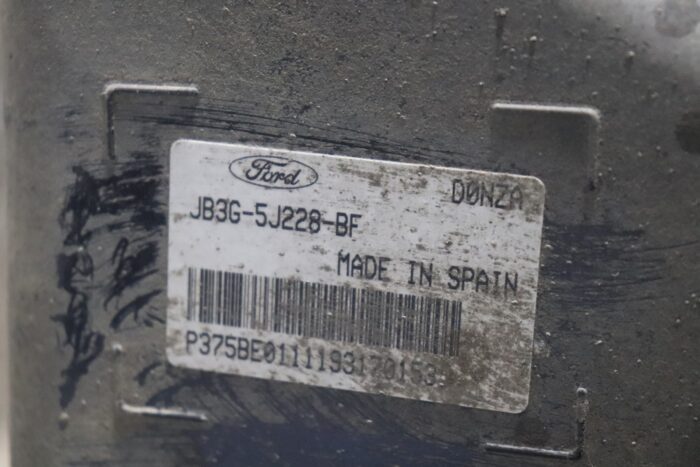 Ford
D0NZA
JB3G-5J228-BF
MADE IN SPAIN
P375BE0111193170153